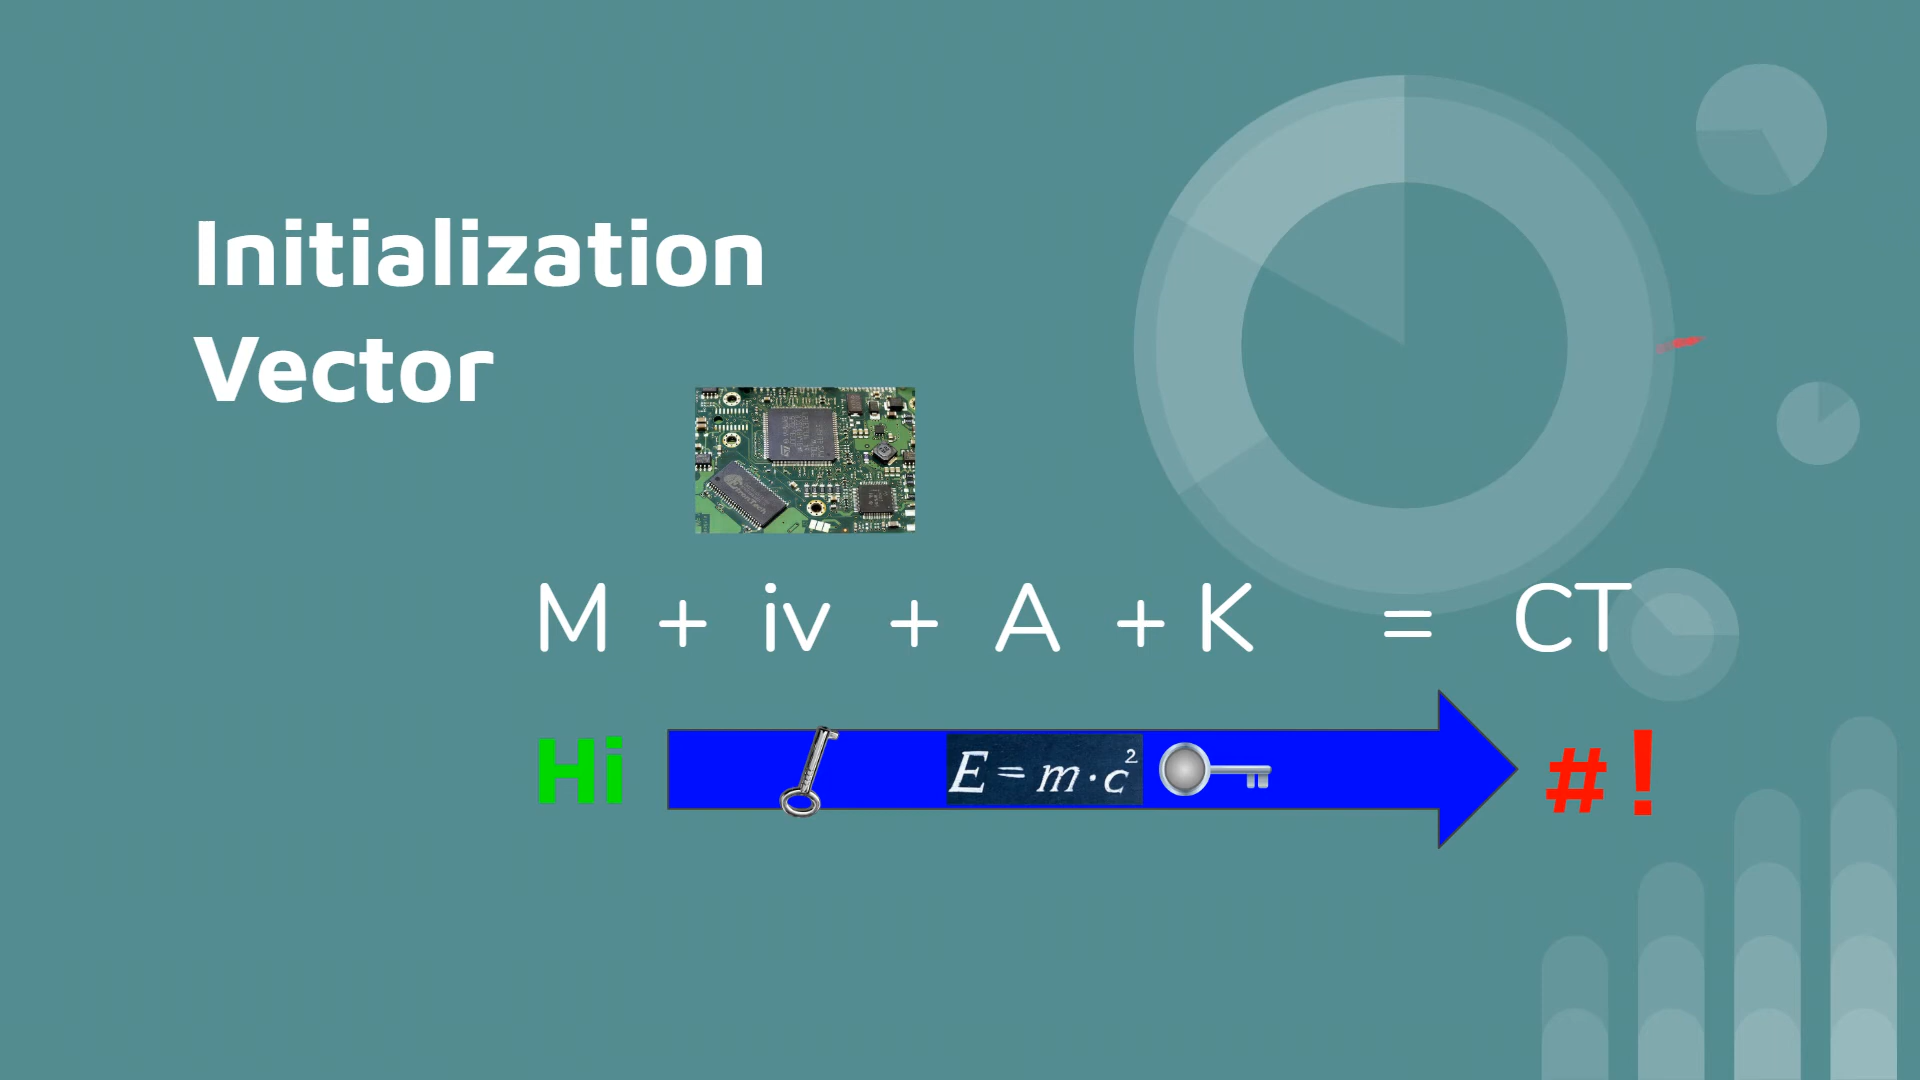 Initialization
Vector
M + iv + A + K = CT
Hi
E = m·c²
#!